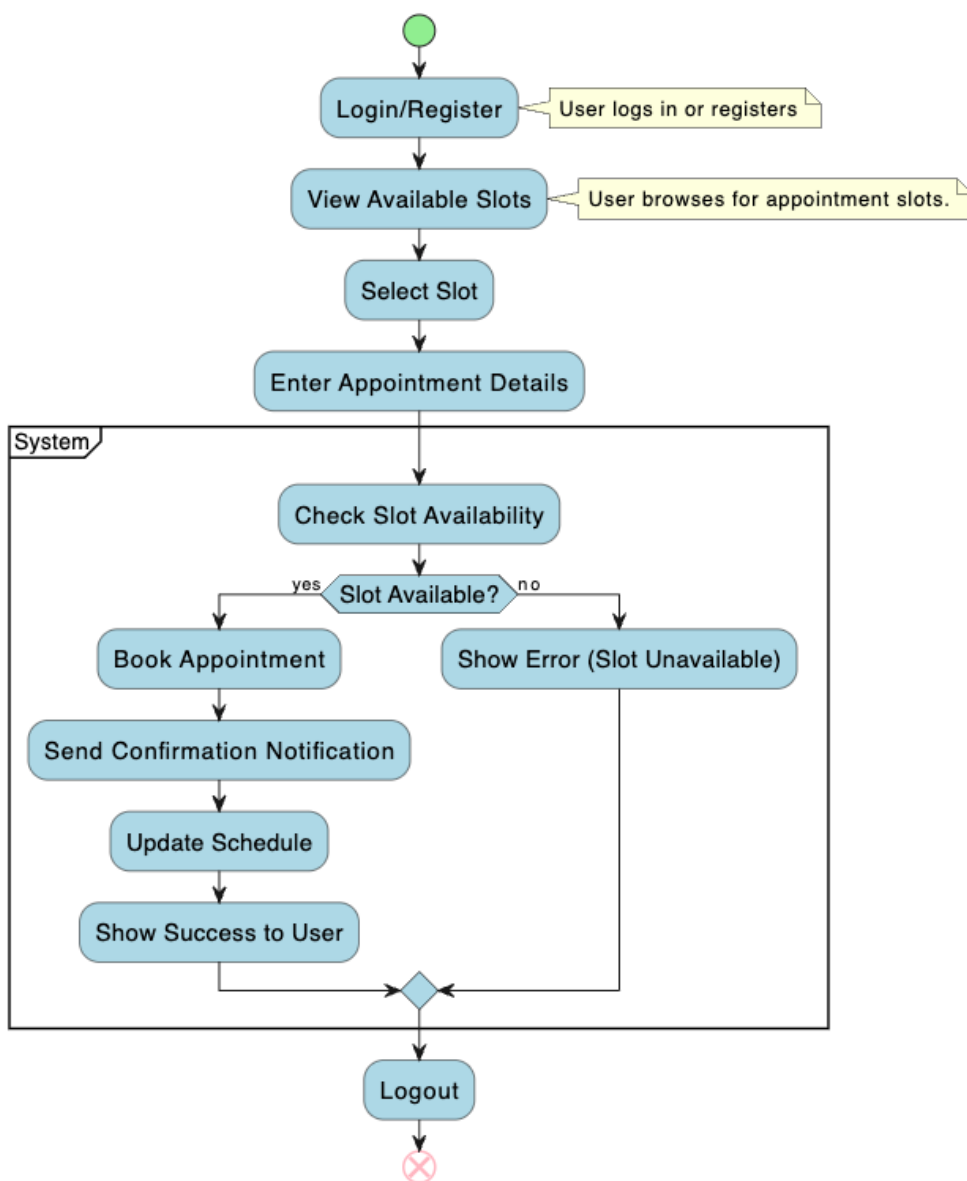 Login/Register
User logs in or registers
View Available Slots
User browses for appointment slots.
Select Slot
Enter Appointment Details
System
Check Slot Availability
yes
Slot Available?
no
Book Appointment
Show Error (Slot Unavailable)
Send Confirmation Notification
Update Schedule
Show Success to User
Logout